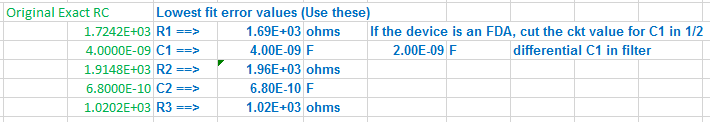 Original Exact RC Lowest fit error values (Use these)
1.7242E+03 R1 ==> 1.69E+03 ohms If the device is an FDA, cut the ckt value for C1 in 1/2
4.0000E-09 C1 ==> 4.00E-09 F 2.00E-09 F differential C1 in filter
1.9148E+03 R2 ==> 1.96E+03 ohms
6.8000E-10 C2 ==> 6.80E-10 F
1.0202E+03 R3 ==> 1.02E+03 ohms